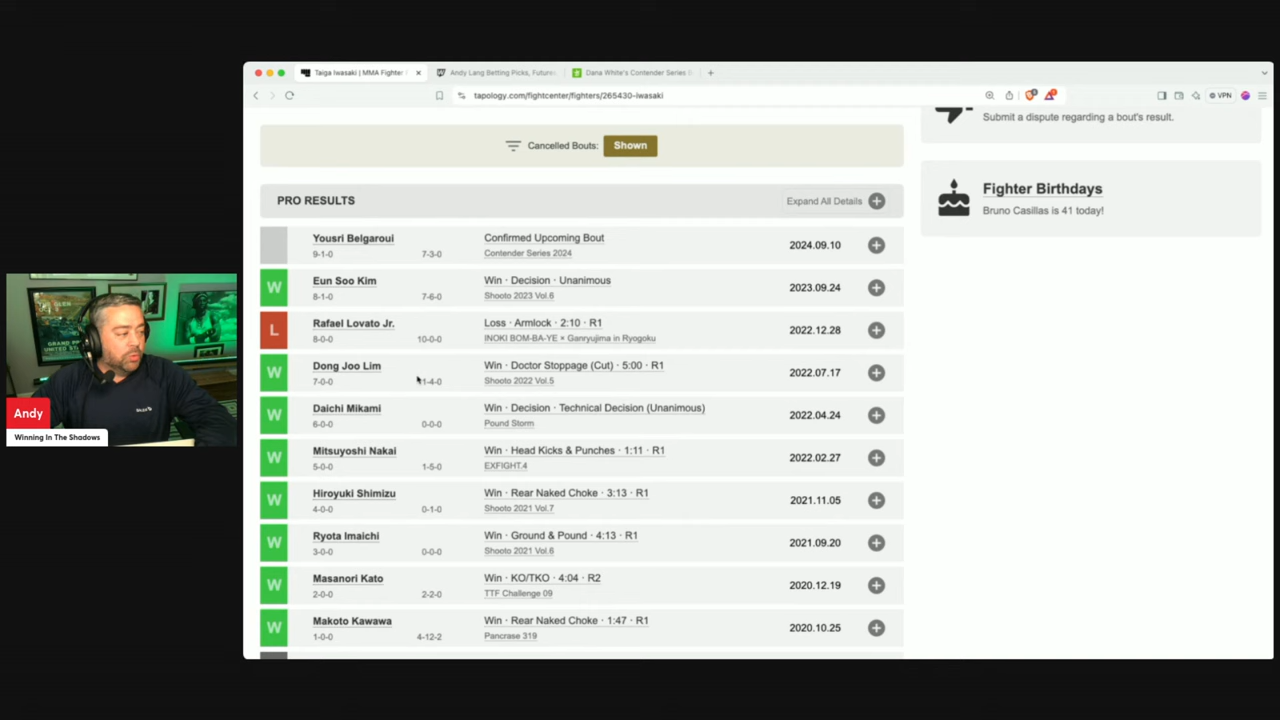 Taiga Iwasaki | MMA Fighter
Andy Lang Betting Picks, Future
Dana White's Contender Series
tapology.com/fightcenter/fighters/265430-iwasaki
VPN
Submit a dispute regarding a bout's result.
Cancelled Bouts: Shown
Fighter Birthdays
Bruno Casillas is 41 today!
PRO RESULTS
Expand All Details
Yousri Belgaroui
9-1-0
7-3-0
Confirmed Upcoming Bout
Contender Series 2024
2024.09.10
W
Eun Soo Kim
8-1-0
7-6-0
Win · Decision · Unanimous
Shooto 2023 Vol.6
2023.09.24
L
Rafael Lovato Jr.
8-0-0
10-0-0
Loss · Armlock · 2:10 · R1
INOKI BOM-BA-YE × Ganryujima in Ryogoku
2022.12.28
W
Dong Joo Lim
7-0-0
11-4-0
Win · Doctor Stoppage (Cut) · 5:00 · R1
Shooto 2022 Vol.5
2022.07.17
W
Daichi Mikami
6-0-0
0-0-0
Win · Decision · Technical Decision (Unanimous)
Pound Storm
2022.04.24
W
Mitsuyoshi Nakai
5-0-0
1-5-0
Win · Head Kicks & Punches · 1:11 · R1
EXFIGHT.4
2022.02.27
W
Hiroyuki Shimizu
4-0-0
0-1-0
Win · Rear Naked Choke · 3:13 · R1
Shooto 2021 Vol.7
2021.11.05
W
Ryota Imaichi
3-0-0
0-0-0
Win · Ground & Pound · 4:13 · R1
Shooto 2021 Vol.6
2021.09.20
W
Masanori Kato
2-0-0
2-2-0
Win · KO/TKO · 4:04 · R2
TTF Challenge 09
2020.12.19
W
Makoto Kawawa
1-0-0
4-12-2
Win · Rear Naked Choke · 1:47 · R1
Pancrase 319
2020.10.25
Andy
Winning In The Shadows